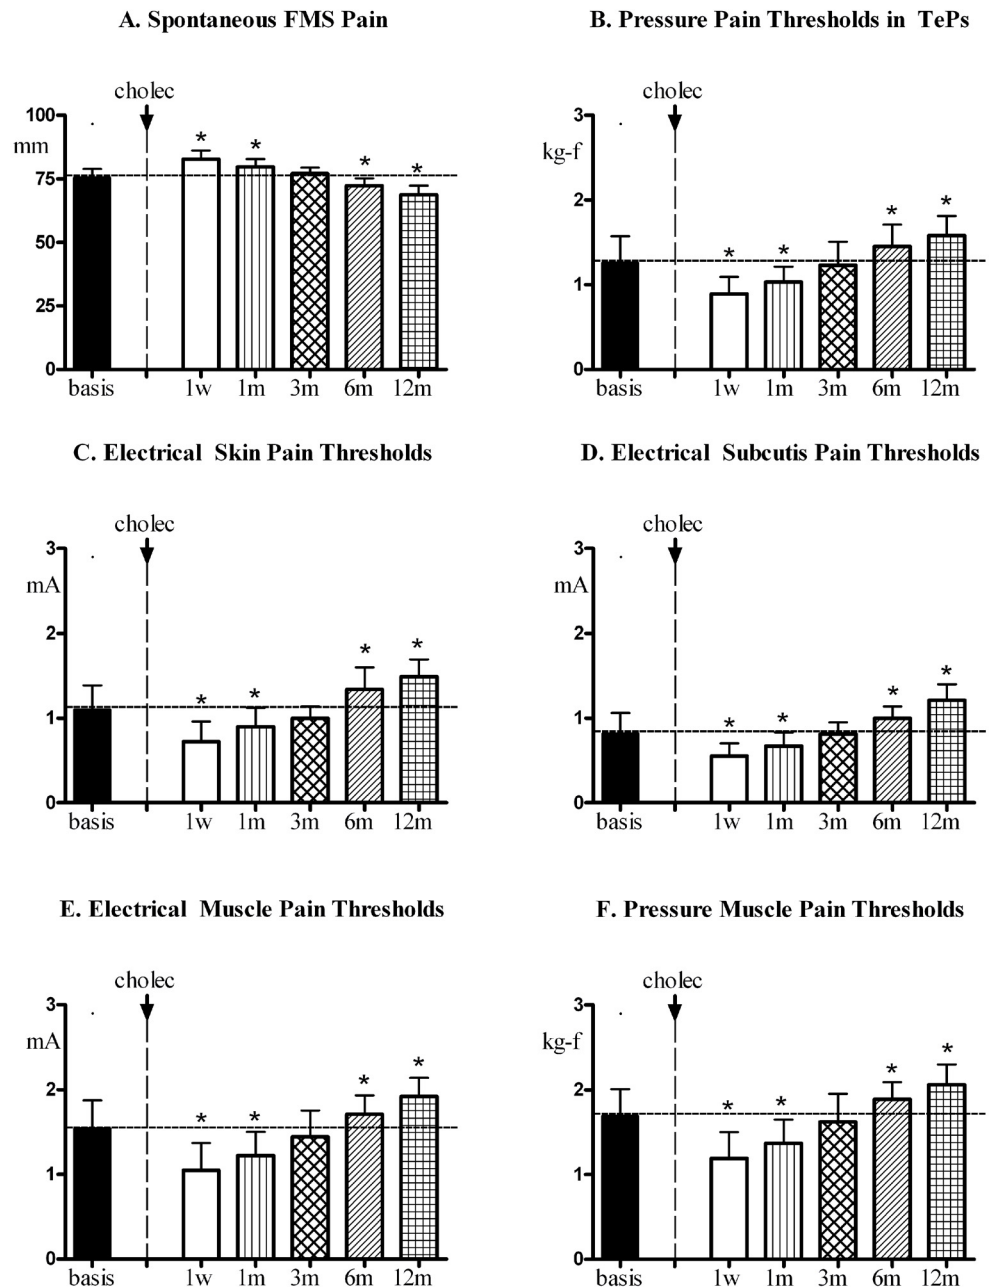 A. Spontaneous FMS Pain
cholec
100
mm
75
50
25
0
* * * *
basis 1w 1m 3m 6m 12m
B. Pressure Pain Thresholds in TePs
cholec
3
kg-f
2
1
0
* * * *
basis 1w 1m 3m 6m 12m
C. Electrical Skin Pain Thresholds
cholec
3
mA
2
1
0
* * * *
basis 1w 1m 3m 6m 12m
D. Electrical Subcutis Pain Thresholds
cholec
3
mA
2
1
0
* * * *
basis 1w 1m 3m 6m 12m
E. Electrical Muscle Pain Thresholds
cholec
3
mA
2
1
0
* * * *
basis 1w 1m 3m 6m 12m
F. Pressure Muscle Pain Thresholds
cholec
3
kg-f
2
1
0
* * * *
basis 1w 1m 3m 6m 12m